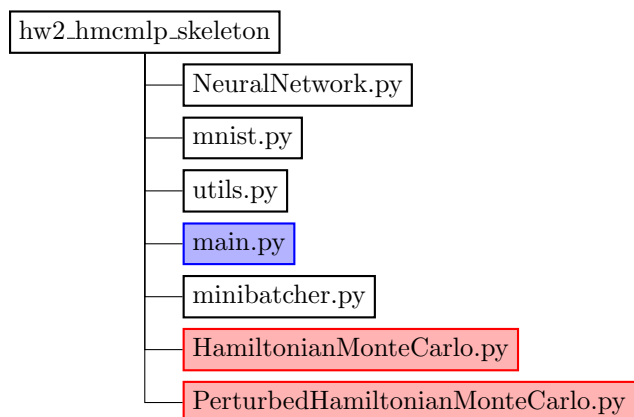 hw2_hmcmlp_skeleton
NeuralNetwork.py
mnist.py
utils.py
main.py
minibatcher.py
HamiltonianMonteCarlo.py
PerturbedHamiltonianMonteCarlo.py